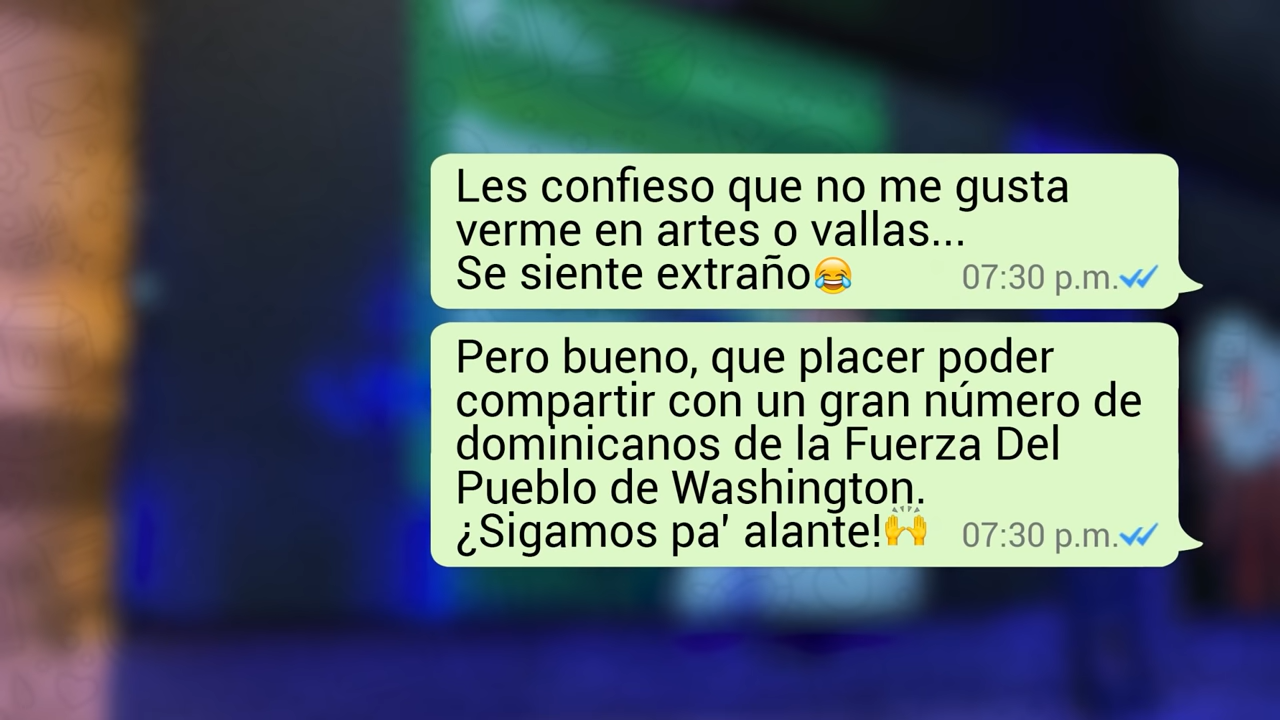 Les confieso que no me gusta
verme en artes o vallas...
Se siente extraño😂 07:30 p.m.
Pero bueno, que placer poder
compartir con un gran número de
dominicanos de la Fuerza Del
Pueblo de Washington.
¿Sigamos pa' alante!🙌 07:30 p.m.